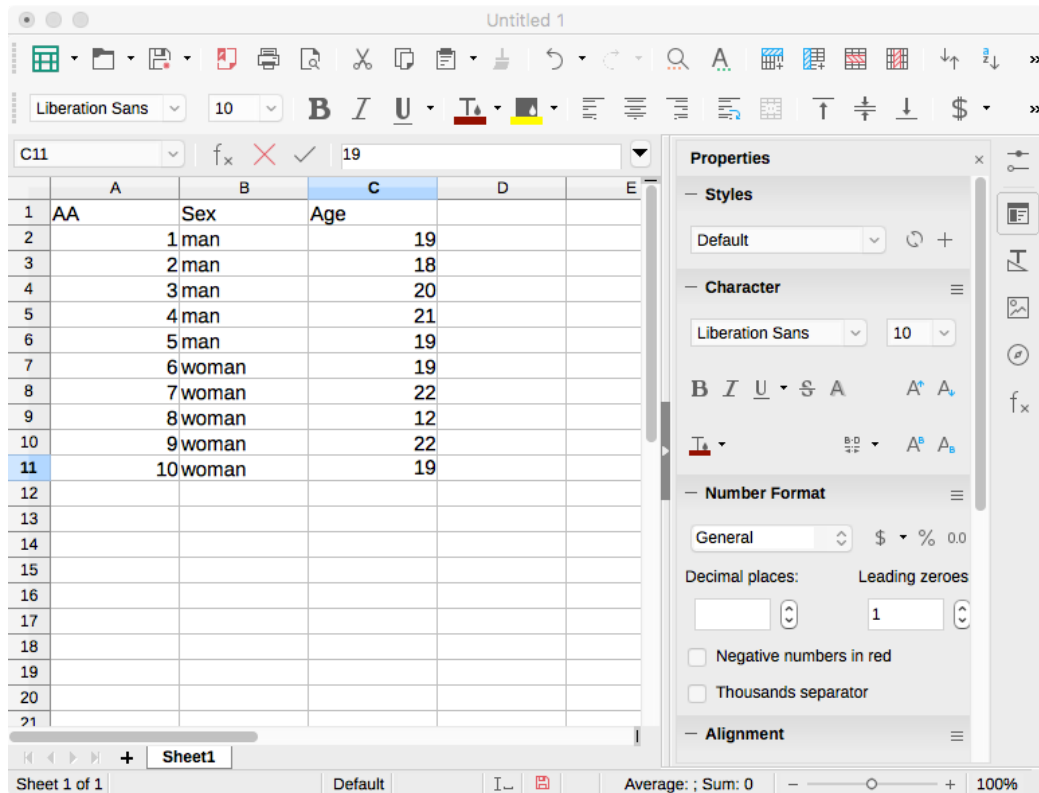 Untitled 1
Liberation Sans 10 B I U $ »
C11 fx 19
Properties
A B C D E
Styles
1 AA Sex Age
2 1 man 19
3 2 man 18
4 3 man 20
5 4 man 21
6 5 man 19
7 6 woman 19
8 7 woman 22
9 8 woman 12
10 9 woman 22
11 10 woman 19
12
13
14
15
16
17
18
19
20
21
Default
Character
Liberation Sans 10
B I U S A A A
A A
Number Format
General $ % 0.0
Decimal places: Leading zeroes
1
Negative numbers in red
Thousands separator
Alignment
Sheet1
Sheet 1 of 1 Default Average: ; Sum: 0 100%